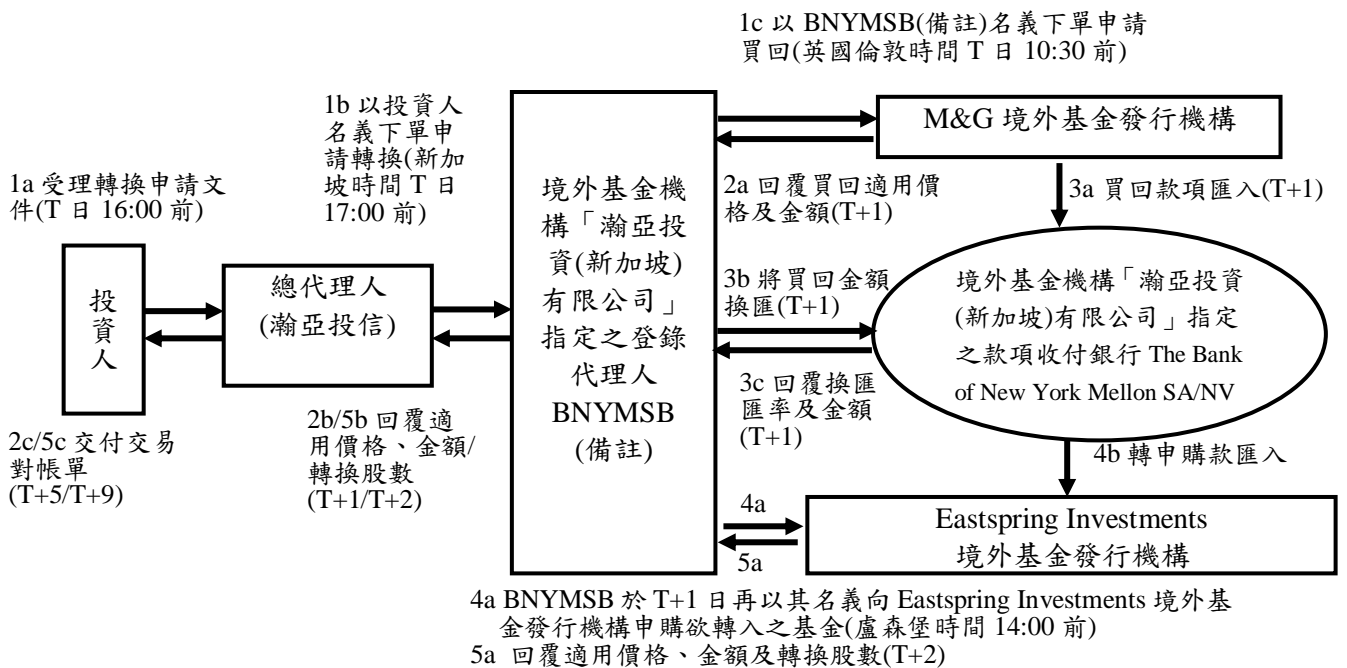 1c 以 BNYMSB(備註)名義下單申請
買回(英國倫敦時間 T 日 10:30 前)
1b 以投資人
名義下單申
請轉換(新加
坡時間 T 日
17:00 前)
M&G 境外基金發行機構
1a 受理轉換申請文
件(T 日 16:00 前)
2a 回覆買回適用價
格及金額(T+1)
3a 買回款項匯入(T+1)
投
資
人
總代理人
(瀚亞投信)
境外基金機
構「瀚亞投
資(新加坡)
有限公司」
指定之登錄
代理人
BNYMSB
(備註)
3b 將買回金額
換匯(T+1)
境外基金機構「瀚亞投資
(新加坡)有限公司」指定
之款項收付銀行 The Bank
of New York Mellon SA/NV
3c 回覆換匯
匯率及金額
(T+1)
2c/5c 交付交易
對帳單
(T+5/T+9)
2b/5b 回覆適
用價格、金額/
轉換股數
(T+1/T+2)
4b 轉申購款匯入
4a
5a
Eastspring Investments
境外基金發行機構
4a BNYMSB 於 T+1 日再以其名義向 Eastspring Investments 境外基
金發行機構申購欲轉入之基金(盧森堡時間 14:00 前)
5a 回覆適用價格、金額及轉換股數(T+2)